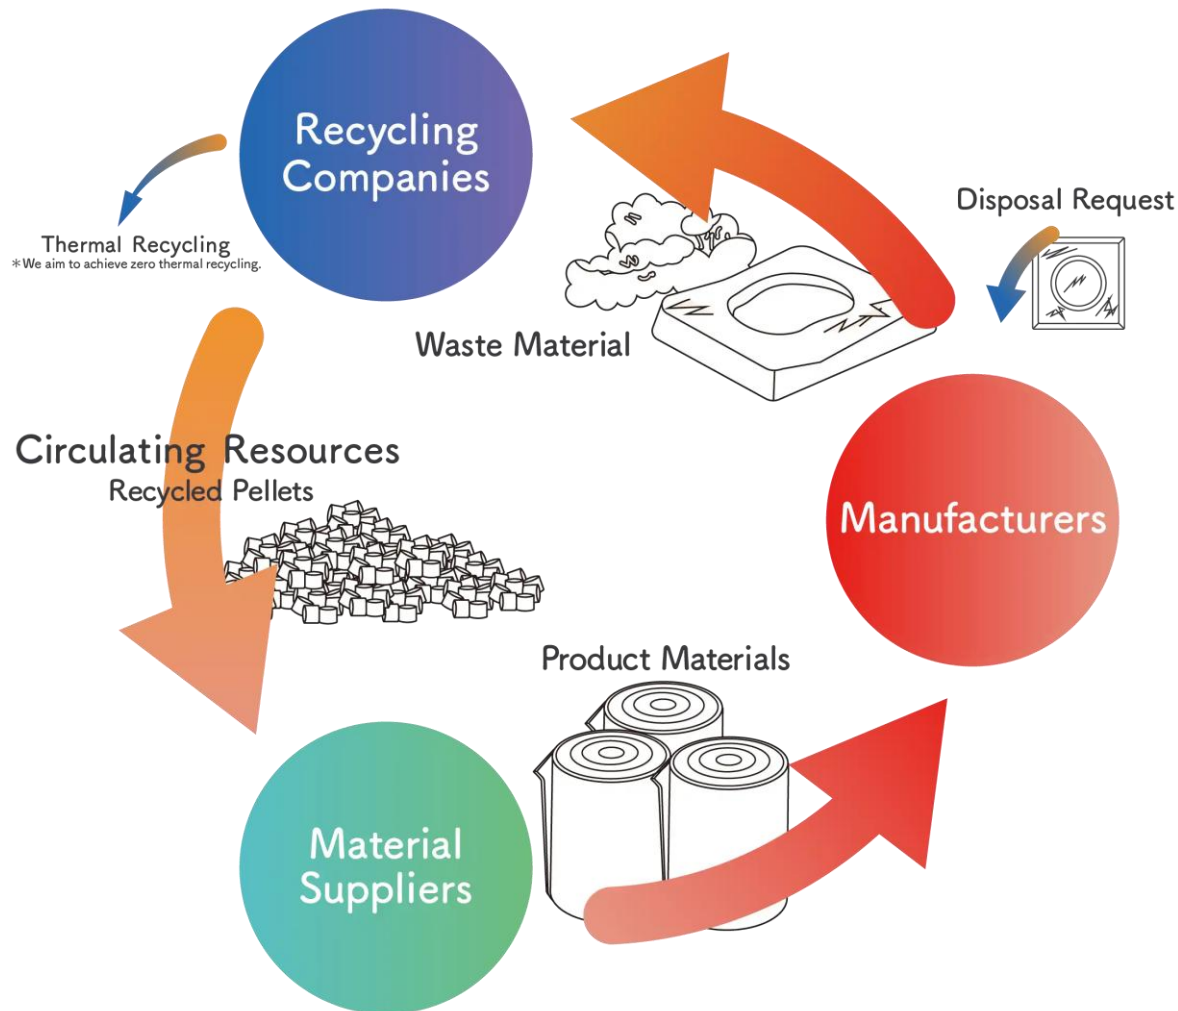 Recycling
Companies
Disposal Request
Thermal Recycling
*We aim to achieve zero thermal recycling.
Waste Material
Circulating Resources
Recycled Pellets
Manufacturers
Product Materials
Material
Suppliers